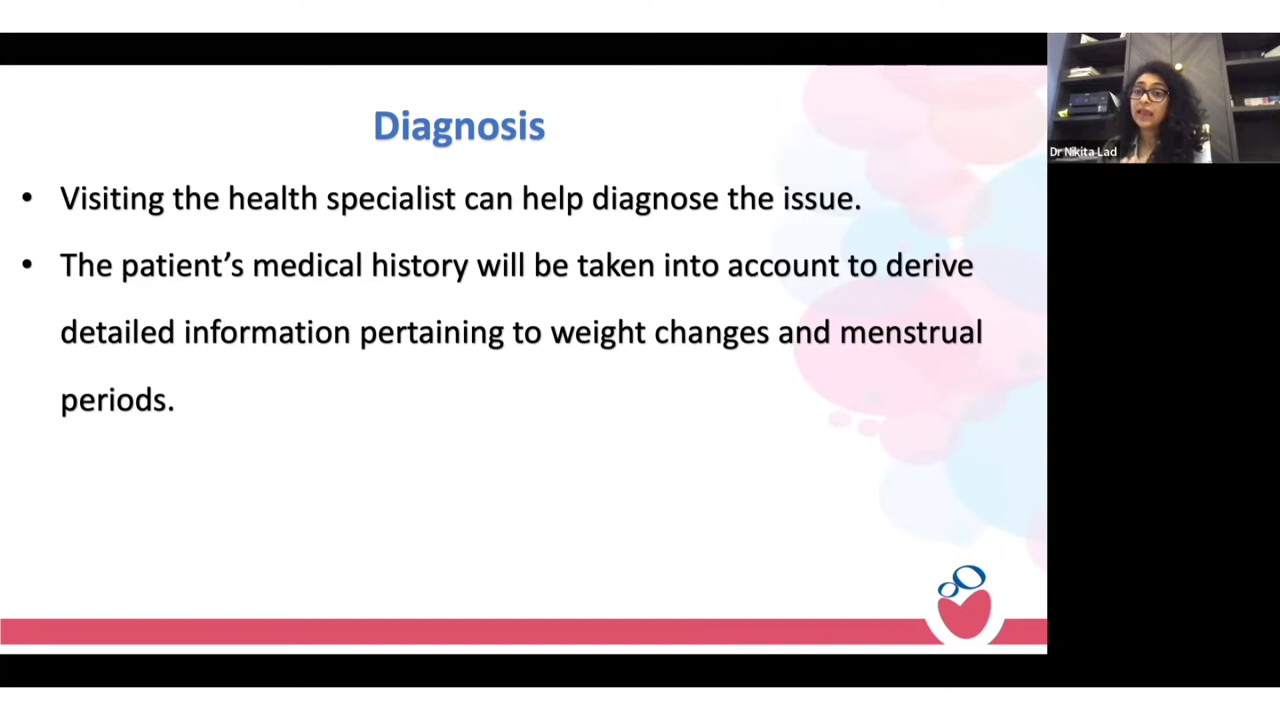 Diagnosis
• Visiting the health specialist can help diagnose the issue.
• The patient’s medical history will be taken into account to derive
detailed information pertaining to weight changes and menstrual
periods.
Dr Nikita Lad